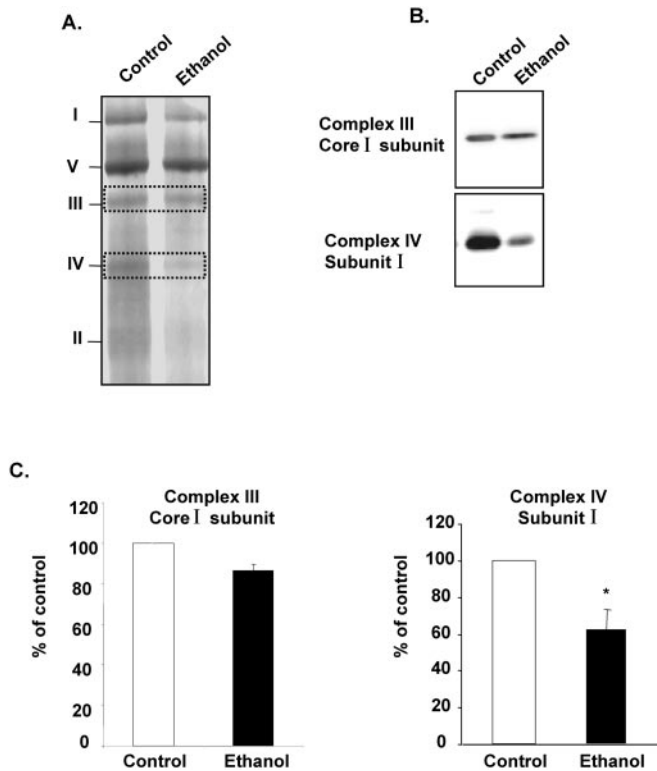 A.
Control
Ethanol
I
V
III
IV
II
B.
Control
Ethanol
Complex III
Core I subunit
Complex IV
Subunit I
C.
Complex III
Core I subunit
% of control
120
100
80
60
40
20
0
Control
Ethanol
Complex IV
Subunit I
% of control
120
100
80
60
40
20
0
*
Control
Ethanol